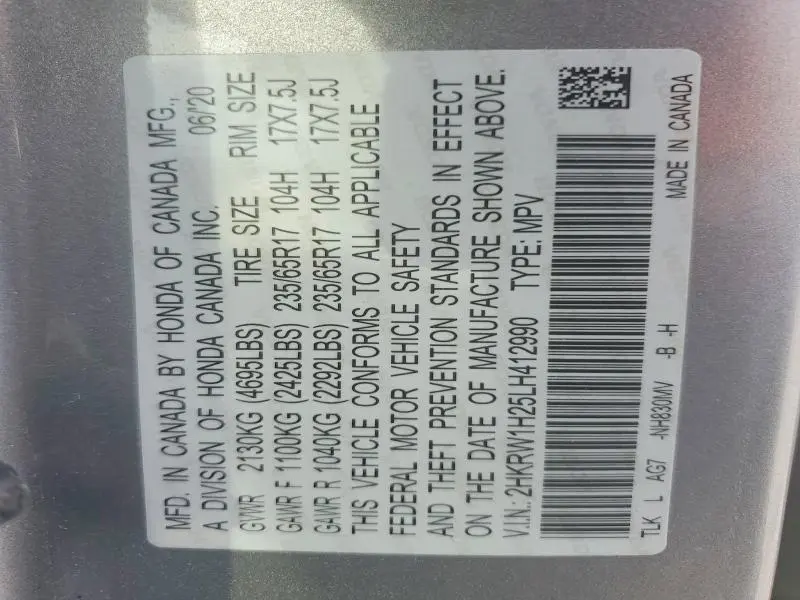 MFD. IN CANADA BY HONDA OF CANADA MFG.,
A DIVISION OF HONDA CANADA INC. 06/'20
GVWR 2130KG (4695LBS) TIRE SIZE RIM SIZE
GAWR F 1100KG (2425LBS) 235/65R17 104H 17X7.5J
GAWR R 1040KG (2292LBS) 235/65R17 104H 17X7.5J
THIS VEHICLE CONFORMS TO ALL APPLICABLE
FEDERAL MOTOR VEHICLE SAFETY
AND THEFT PREVENTION STANDARDS IN EFFECT
ON THE DATE OF MANUFACTURE SHOWN ABOVE.
V.I.N.: 2HKRW1H25LH412990 TYPE: MPV
TLK L AG7 -NH830MV -B -H MADE IN CANADA